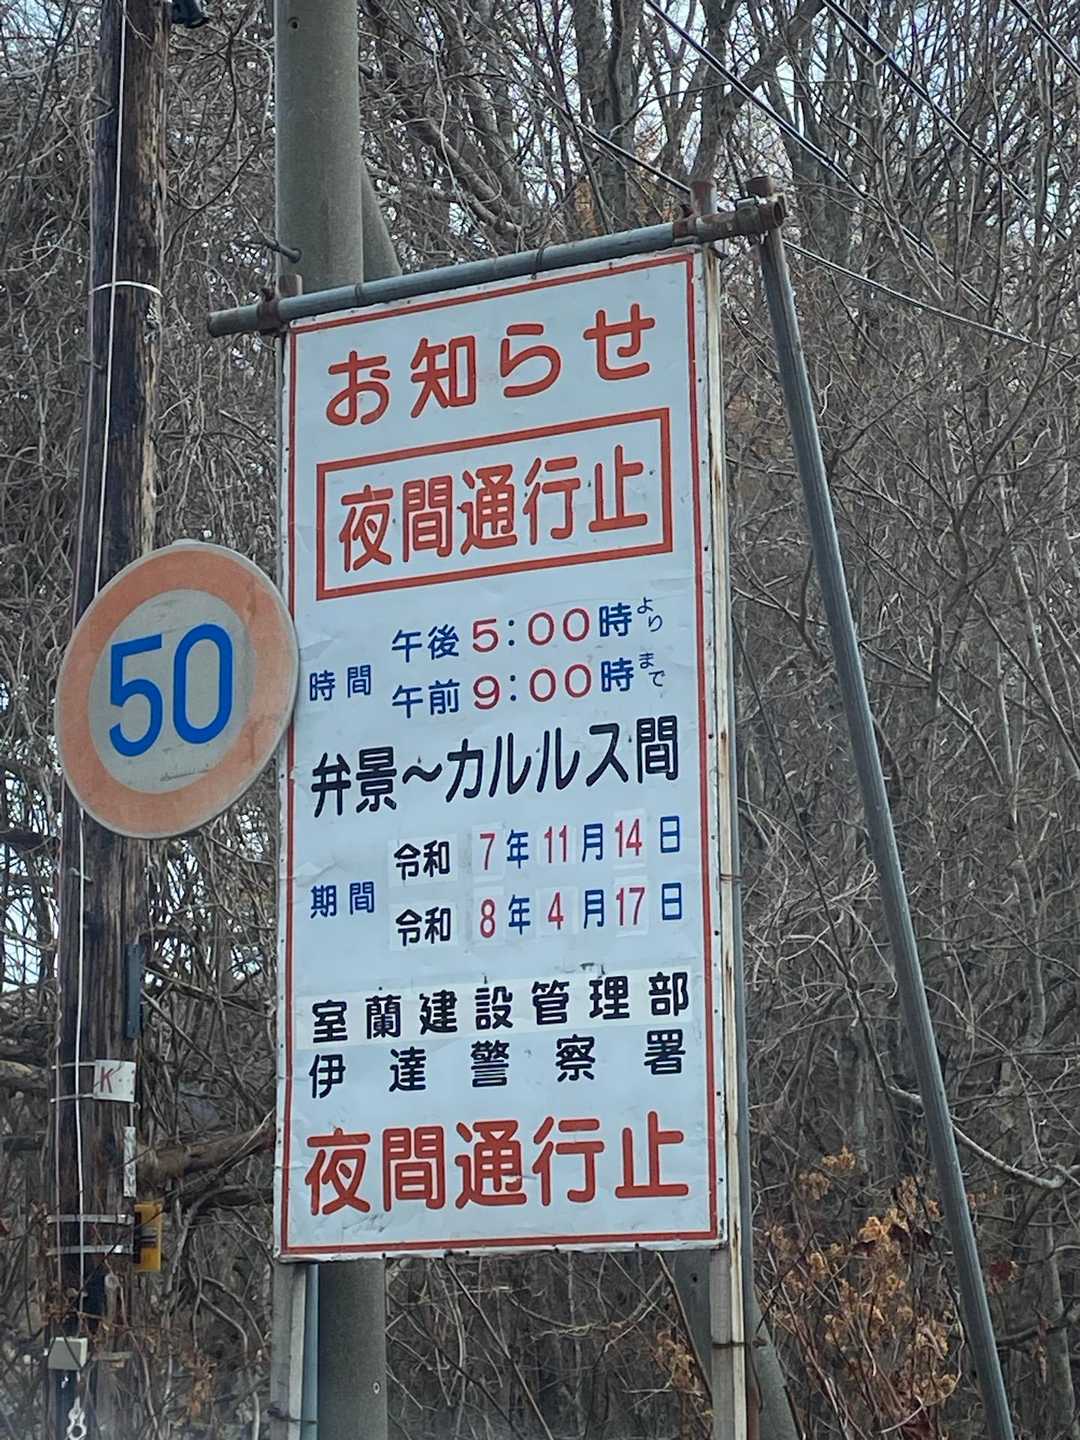 お知らせ
夜間通行止
時間
午後5:00時より
午前9:00時まで
弁景～カルルス間
期間
令和 7年 11月 14日
令和 8年 4月 17日
室蘭建設管理部
伊達警察署
夜間通行止
50
K